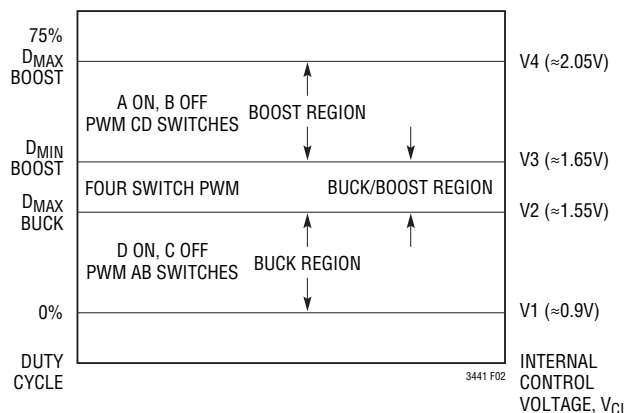 75%
DMAX
BOOST
V4 (≈2.05V)
A ON, B OFF
PWM CD SWITCHES
BOOST REGION
DMIN
BOOST
V3 (≈1.65V)
FOUR SWITCH PWM
BUCK/BOOST REGION
DMAX
BUCK
V2 (≈1.55V)
D ON, C OFF
PWM AB SWITCHES
BUCK REGION
0%
V1 (≈0.9V)
DUTY
CYCLE
3441 F02
INTERNAL
CONTROL
VOLTAGE, VCI